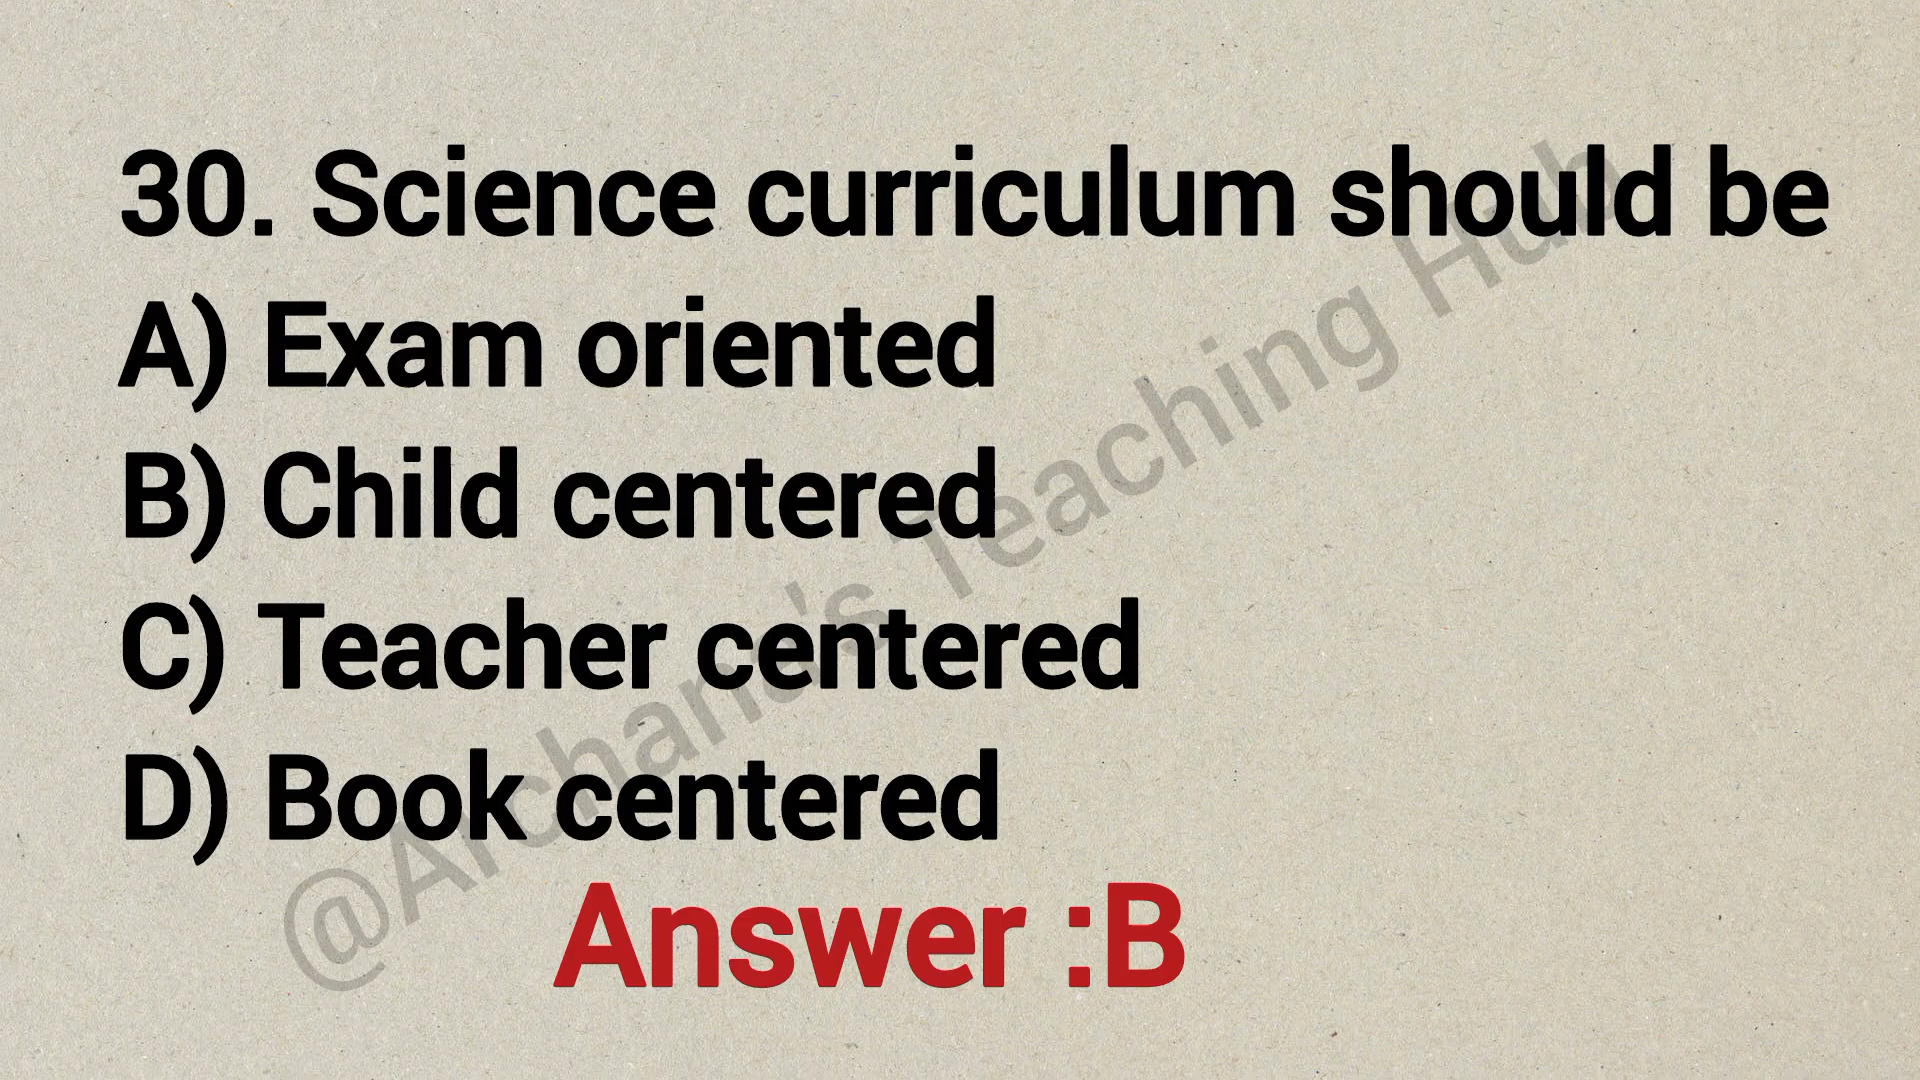 30. Science curriculum should be
A) Exam oriented
B) Child centered
C) Teacher centered
D) Book centered
Answer :B
@Archana's Teaching Hub